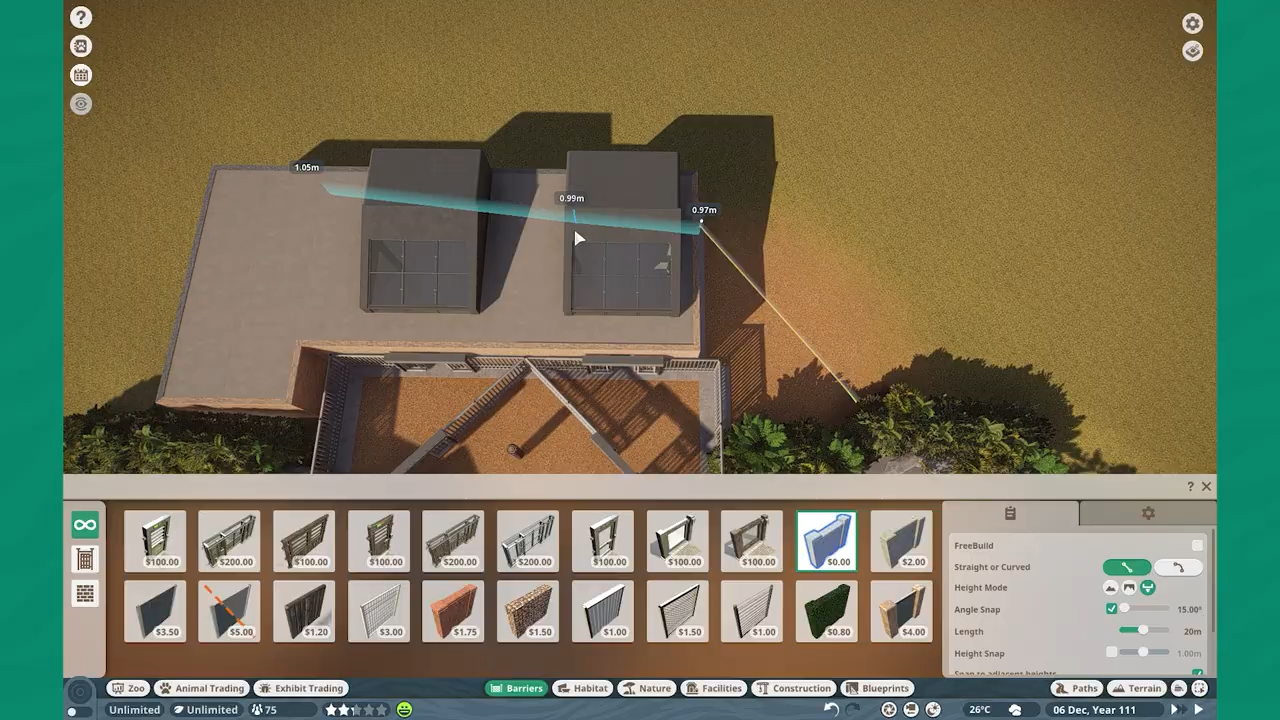 ?
1.05m
0.99m
0.97m
?
$100.00 $200.00 $100.00 $100.00 $200.00 $200.00 $100.00 $100.00 $100.00 $0.00 $2.00
$3.50 $5.00 $1.20 $3.00 $1.75 $1.50 $1.00 $1.50 $1.00 $0.80 $4.00
FreeBuild
Straight or Curved
Height Mode
Angle Snap 15.00°
Length 20m
Height Snap 1.00m
Snap to adjacent heights
Zoo Animal Trading Exhibit Trading Barriers Habitat Nature Facilities Construction Blueprints Paths Terrain
Unlimited Unlimited 75 26°C 06 Dec, Year 111